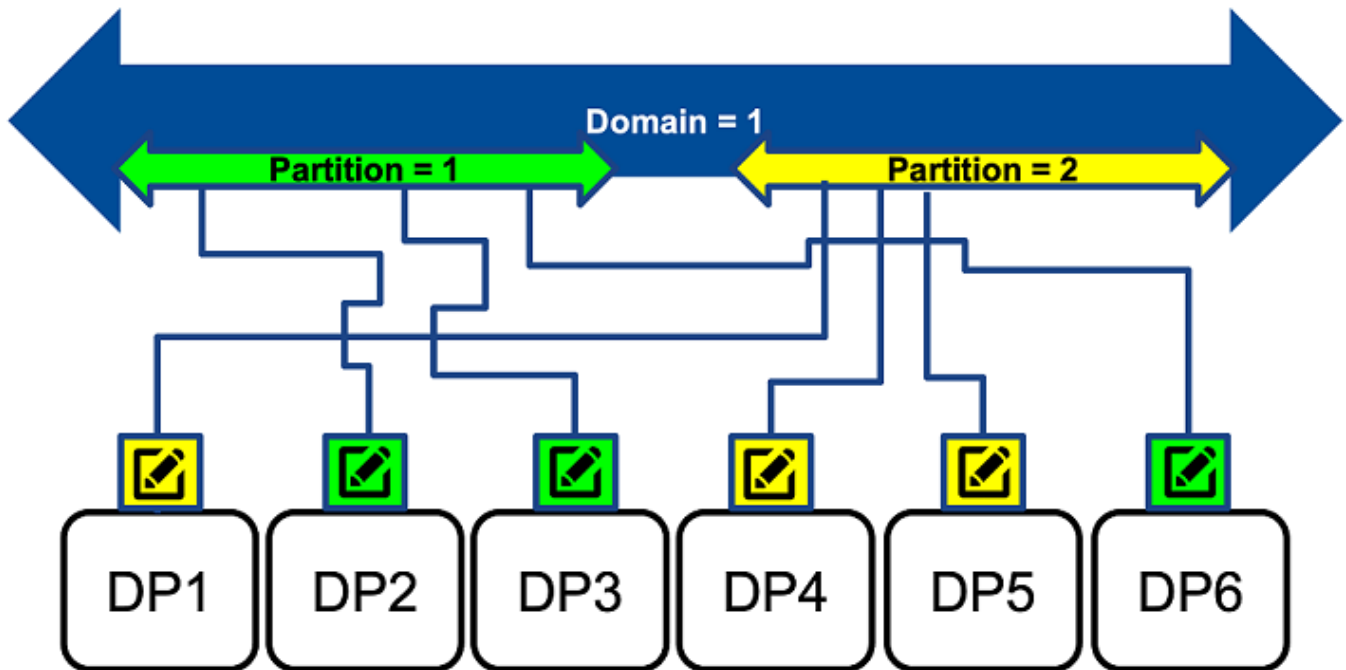 Domain = 1
Partition = 1
Partition = 2
DP1
DP2
DP3
DP4
DP5
DP6